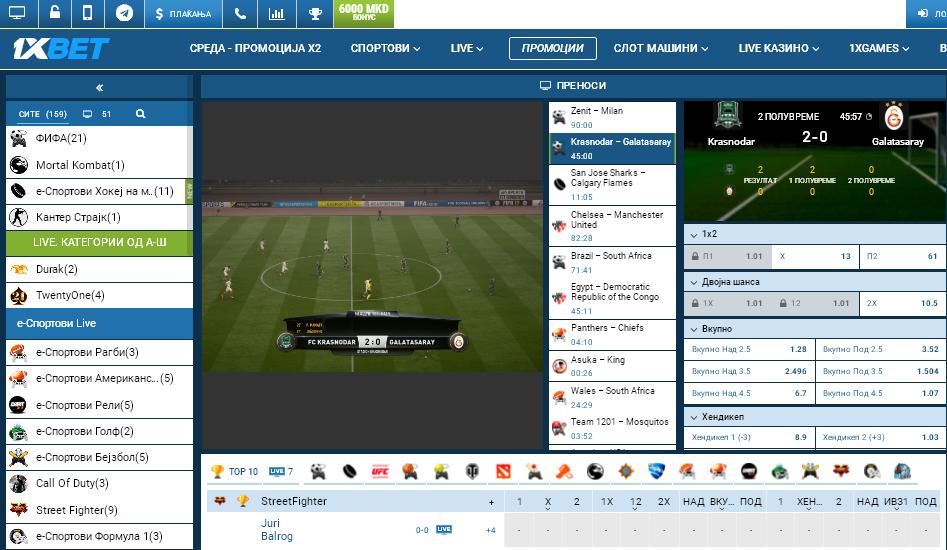 $ ПЛАЌАЊА
6000 MKD
БОНУС
1XBET
СРЕДА - ПРОМОЦИЈА X2
СПОРТОВИ
LIVE
ПРОМОЦИИ
СЛОТ МАШИНИ
LIVE КАЗИНО
1XGAMES
«
СИТЕ (159)
51
ФИФА(21)
Mortal Kombat(1)
е-Спортови Хокеј на м..(11)
NEW
Кантер Страјк(1)
LIVE. КАТЕГОРИИ ОД А-Ш
Durak(2)
TwentyOne(4)
е-Спортови Live
е-Спортови Рагби(3)
е-Спортови Американс...(5)
е-Спортови Рели(5)
е-Спортови Голф(2)
е-Спортови Бејзбол(5)
Call Of Duty(3)
Street Fighter(9)
е-Спортови Формула 1(3)
ПРЕНОСИ
FC KRASNODAR 2:0 GALATASARAY
Zenit – Milan
90:00
Krasnodar – Galatasaray
45:00
San Jose Sharks –
Calgary Flames
11:05
Chelsea – Manchester
United
82:28
Brazil – South Africa
71:41
Egypt – Democratic
Republic of the Congo
45:11
Panthers – Chiefs
04:10
Asuka – King
00:26
Wales – South Africa
24:29
Team 1201 – Mosquitos
03:52
2 ПОЛУВРЕМЕ 45:57
Krasnodar 2-0 Galatasaray
2 2 0
РЕЗУЛТАТ 1 ПОЛУВРЕМЕ 2 ПОЛУВРЕМЕ
0 0 0
1x2
П1 1.01 X 13 П2 61
Двојна шанса
1X 1.01 12 1.01 2X 10.5
Вкупно
Вкупно Над 2.5 1.28 Вкупно Под 2.5 3.52
Вкупно Над 3.5 2.496 Вкупно Под 3.5 1.504
Вкупно Над 4.5 6.7 Вкупно Под 4.5 1.07
Хендикеп
Хендикеп 1 (-3) 8.9 Хендикеп 2 (+3) 1.03
TOP 10 LIVE 7 UFC
StreetFighter + 1 X 2 1X 12 2X НАД ВКУ... ПОД 1 ХЕН... 2 НАД ИВЗ1 ПОД
Juri
Balrog
0-0 LIVE +4 - - - - - - - - - - - - - - -